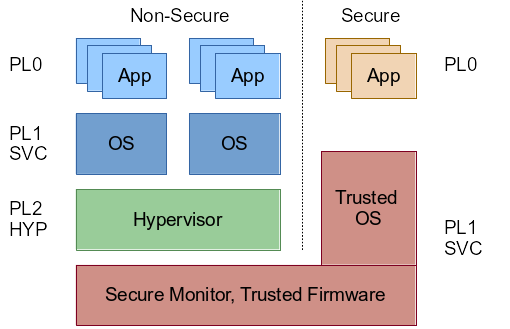 Non-Secure
Secure
PL0
App
App
App
PL0
PL1
SVC
OS
OS
PL2
HYP
Hypervisor
Trusted
OS
PL1
SVC
Secure Monitor, Trusted Firmware